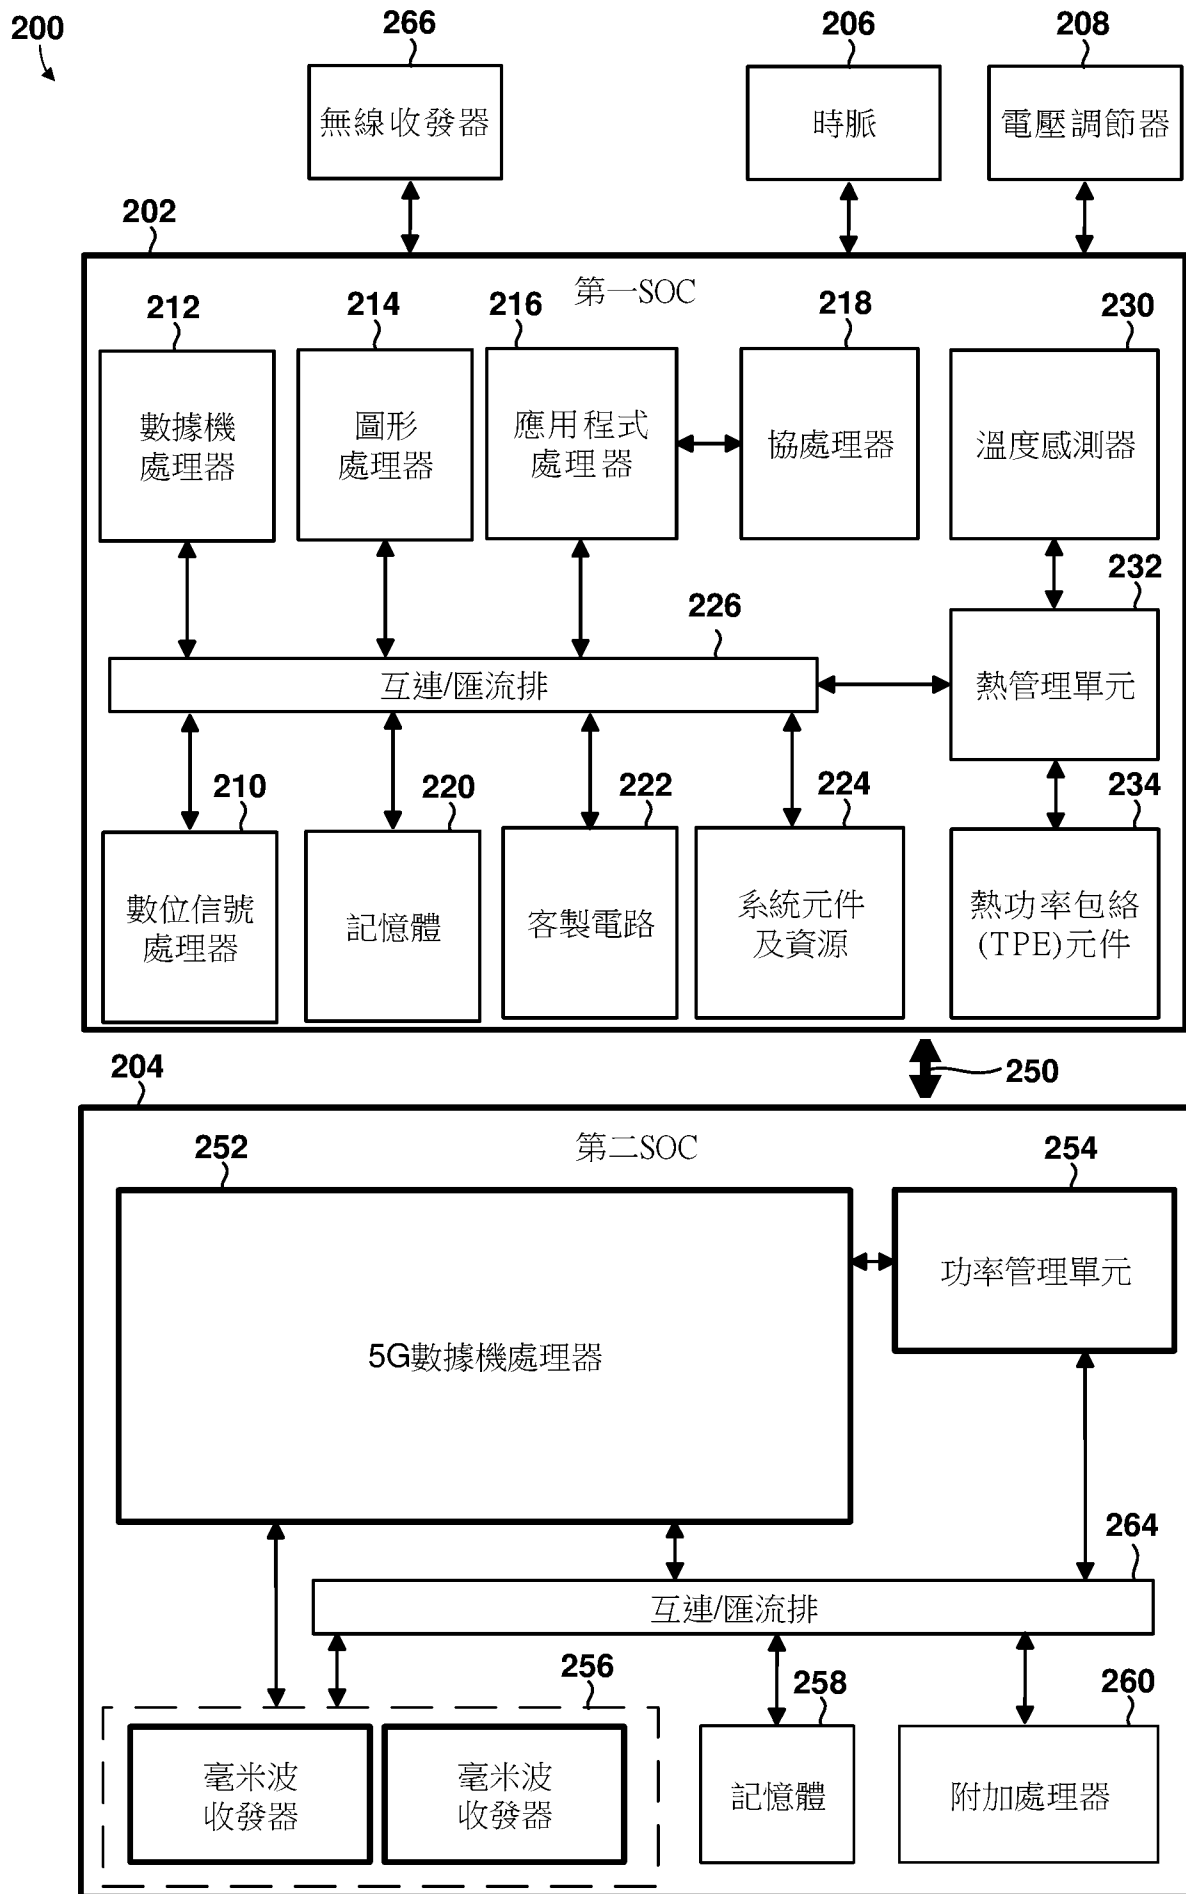 200
266
206
208
無線收發器
時脈
電壓調節器
202
第一SOC
212
214
216
218
230
數據機
處理器
圖形
處理器
應用程式
處理器
協處理器
溫度感測器
232
226
互連/匯流排
熱管理單元
210
220
222
224
234
數位信號
處理器
記憶體
客製電路
系統元件
及資源
熱功率包絡
(TPE)元件
204
250
第二SOC
252
254
功率管理單元
5G數據機處理器
264
互連/匯流排
256
258
260
毫米波
收發器
毫米波
收發器
記憶體
附加處理器